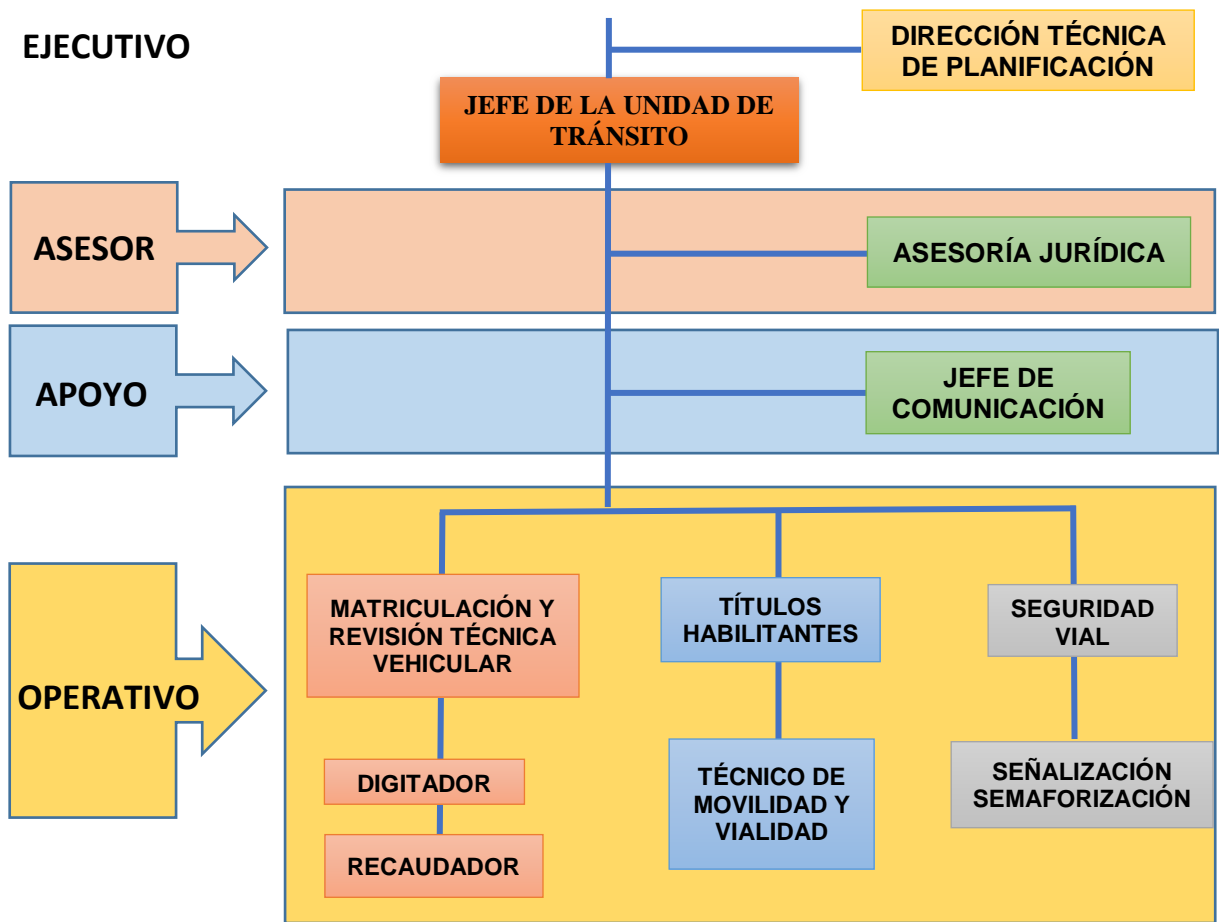 EJECUTIVO
DIRECCIÓN TÉCNICA
DE PLANIFICACIÓN
JEFE DE LA UNIDAD DE
TRÁNSITO
ASESOR
ASESORÍA JURÍDICA
APOYO
JEFE DE
COMUNICACIÓN
OPERATIVO
MATRICULACIÓN Y
REVISIÓN TÉCNICA
VEHICULAR
DIGITADOR
RECAUDADOR
TÍTULOS
HABILITANTES
TÉCNICO DE
MOVILIDAD Y
VIALIDAD
SEGURIDAD
VIAL
SEÑALIZACIÓN
SEMAFORIZACIÓN